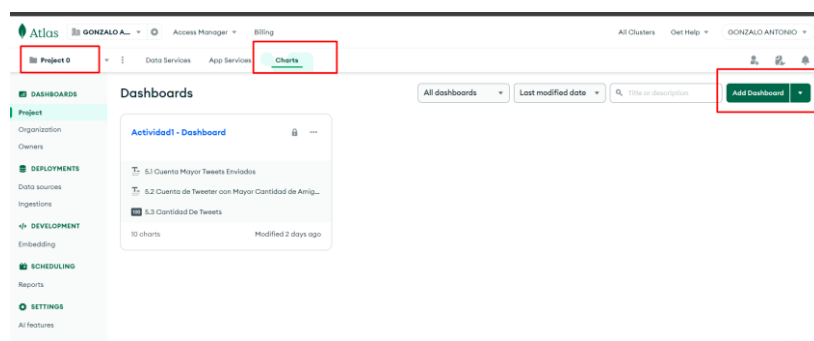 Atlas GONZALO A... Access Manager Billing All Clusters Get Help GONZALO ANTONIO
Project 0 Data Services App Services Charts
DASHBOARDS
Project
Organization
Owners
DEPLOYMENTS
Data sources
Ingestions
</> DEVELOPMENT
Embedding
SCHEDULING
Reports
SETTINGS
AI features
Dashboards
All dashboards Last modified date Title or description Add Dashboard
Actividad1 - Dashboard
5.1 Cuenta Mayor Tweets Enviados
5.2 Cuenta de Tweeter con Mayor Cantidad de Amig...
100 5.3 Cantidad De Tweets
10 charts Modified 2 days ago